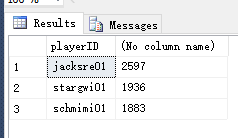 100 %
Results Messages
playerID (No column name)
1 jacksre01 2597
2 stargwi01 1936
3 schmimi01 1883